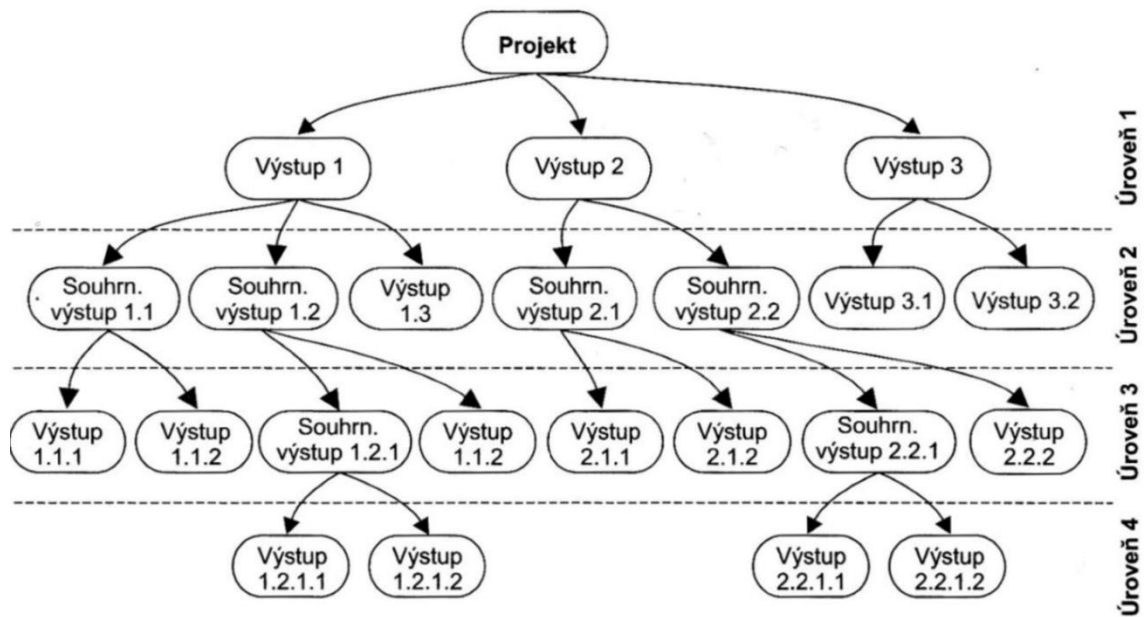 Projekt
Výstup 1
Výstup 2
Výstup 3
Úroveň 1
Souhrn.
výstup 1.1
Souhrn.
výstup 1.2
Výstup
1.3
Souhrn.
výstup 2.1
Souhrn.
výstup 2.2
Výstup 3.1
Výstup 3.2
Úroveň 2
Výstup
1.1.1
Výstup
1.1.2
Souhrn.
výstup 1.2.1
Výstup
1.1.2
Výstup
2.1.1
Výstup
2.1.2
Souhrn.
výstup 2.2.1
Výstup
2.2.2
Úroveň 3
Výstup
1.2.1.1
Výstup
1.2.1.2
Výstup
2.2.1.1
Výstup
2.2.1.2
Úroveň 4